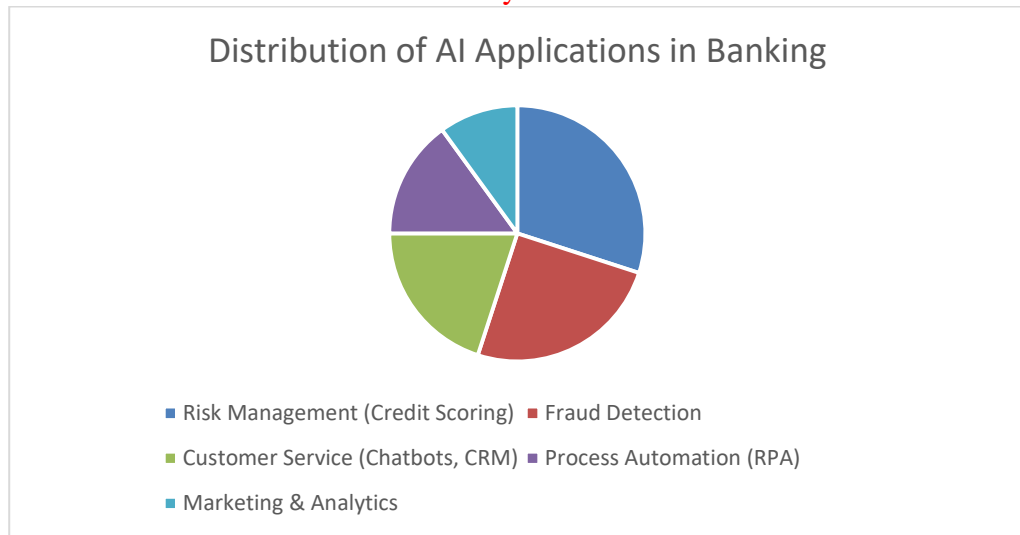 Distribution of AI Applications in Banking
Risk Management (Credit Scoring) Fraud Detection
Customer Service (Chatbots, CRM) Process Automation (RPA)
Marketing & Analytics